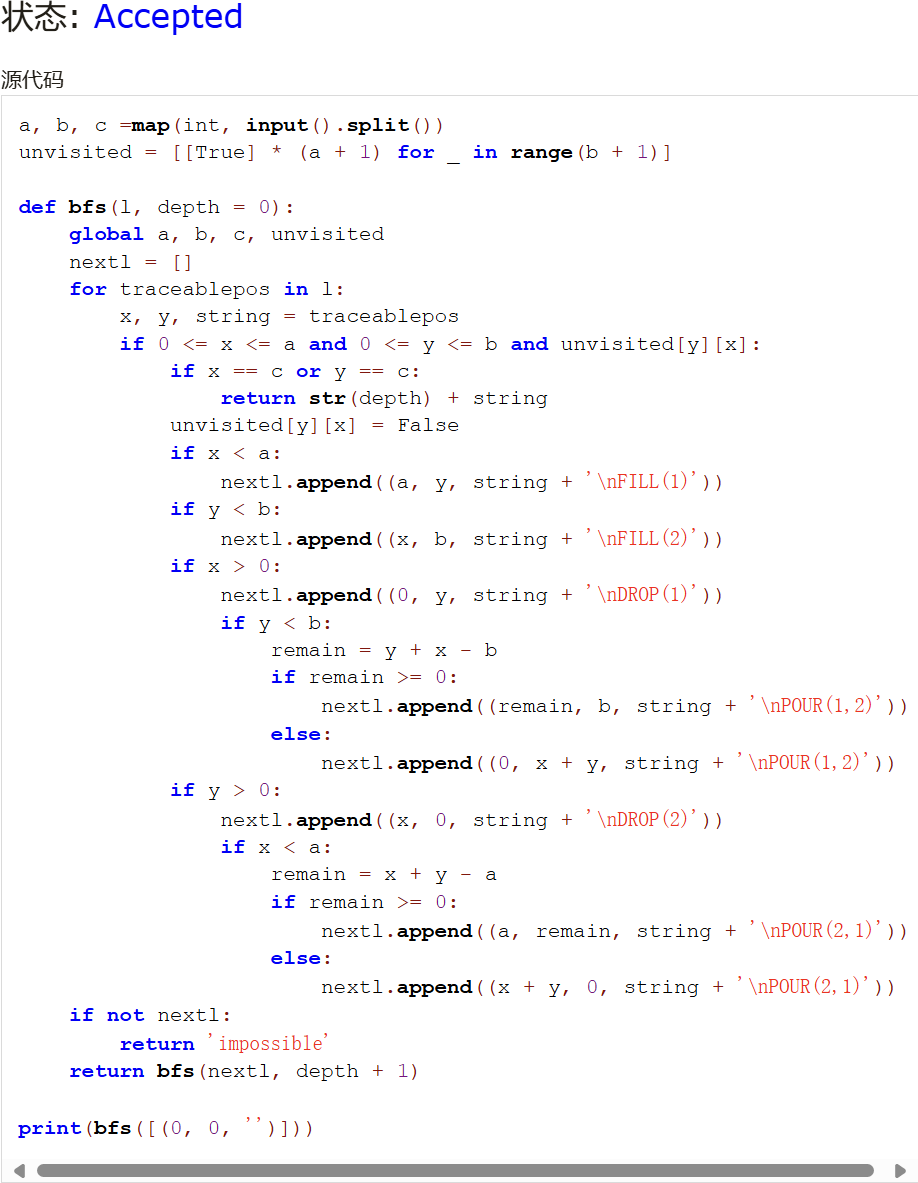 状态: Accepted
源代码
a, b, c =map(int, input().split())
unvisited = [[True] * (a + 1) for _ in range(b + 1)]
def bfs(l, depth = 0):
    global a, b, c, unvisited
    nextl = []
    for traceablepos in l:
        x, y, string = traceablepos
        if 0 <= x <= a and 0 <= y <= b and unvisited[y][x]:
            if x == c or y == c:
                return str(depth) + string
            unvisited[y][x] = False
            if x < a:
                nextl.append((a, y, string + '\nFILL(1)'))
            if y < b:
                nextl.append((x, b, string + '\nFILL(2)'))
            if x > 0:
                nextl.append((0, y, string + '\nDROP(1)'))
                if y < b:
                    remain = y + x - b
                    if remain >= 0:
                        nextl.append((remain, b, string + '\nPOUR(1,2)'))
                    else:
                        nextl.append((0, x + y, string + '\nPOUR(1,2)'))
            if y > 0:
                nextl.append((x, 0, string + '\nDROP(2)'))
                if x < a:
                    remain = x + y - a
                    if remain >= 0:
                        nextl.append((a, remain, string + '\nPOUR(2,1)'))
                    else:
                        nextl.append((x + y, 0, string + '\nPOUR(2,1)'))
    if not nextl:
        return 'impossible'
    return bfs(nextl, depth + 1)
print(bfs([(0, 0, '')]))